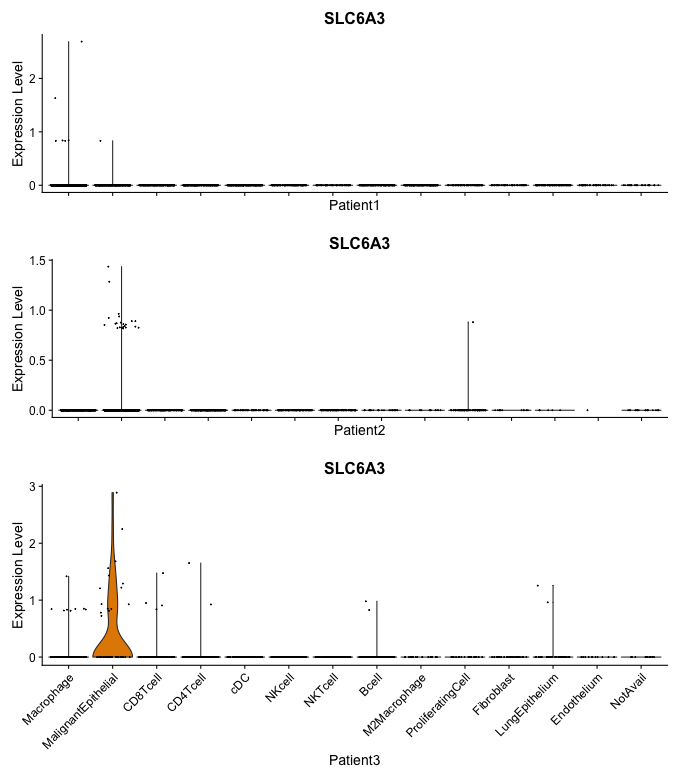 SLC6A3
Expression Level
2
1
0
Patient1
SLC6A3
Expression Level
1.5
1.0
0.5
0.0
Patient2
SLC6A3
Expression Level
3
2
1
0
Macrophage
MalignantEpithelial
CD8Tcell
CD4Tcell
cDC
NKcell
NKTcell
Bcell
M2Macrophage
ProliferatingCell
Fibroblast
LungEpithelium
Endothelium
NotAvail
Patient3